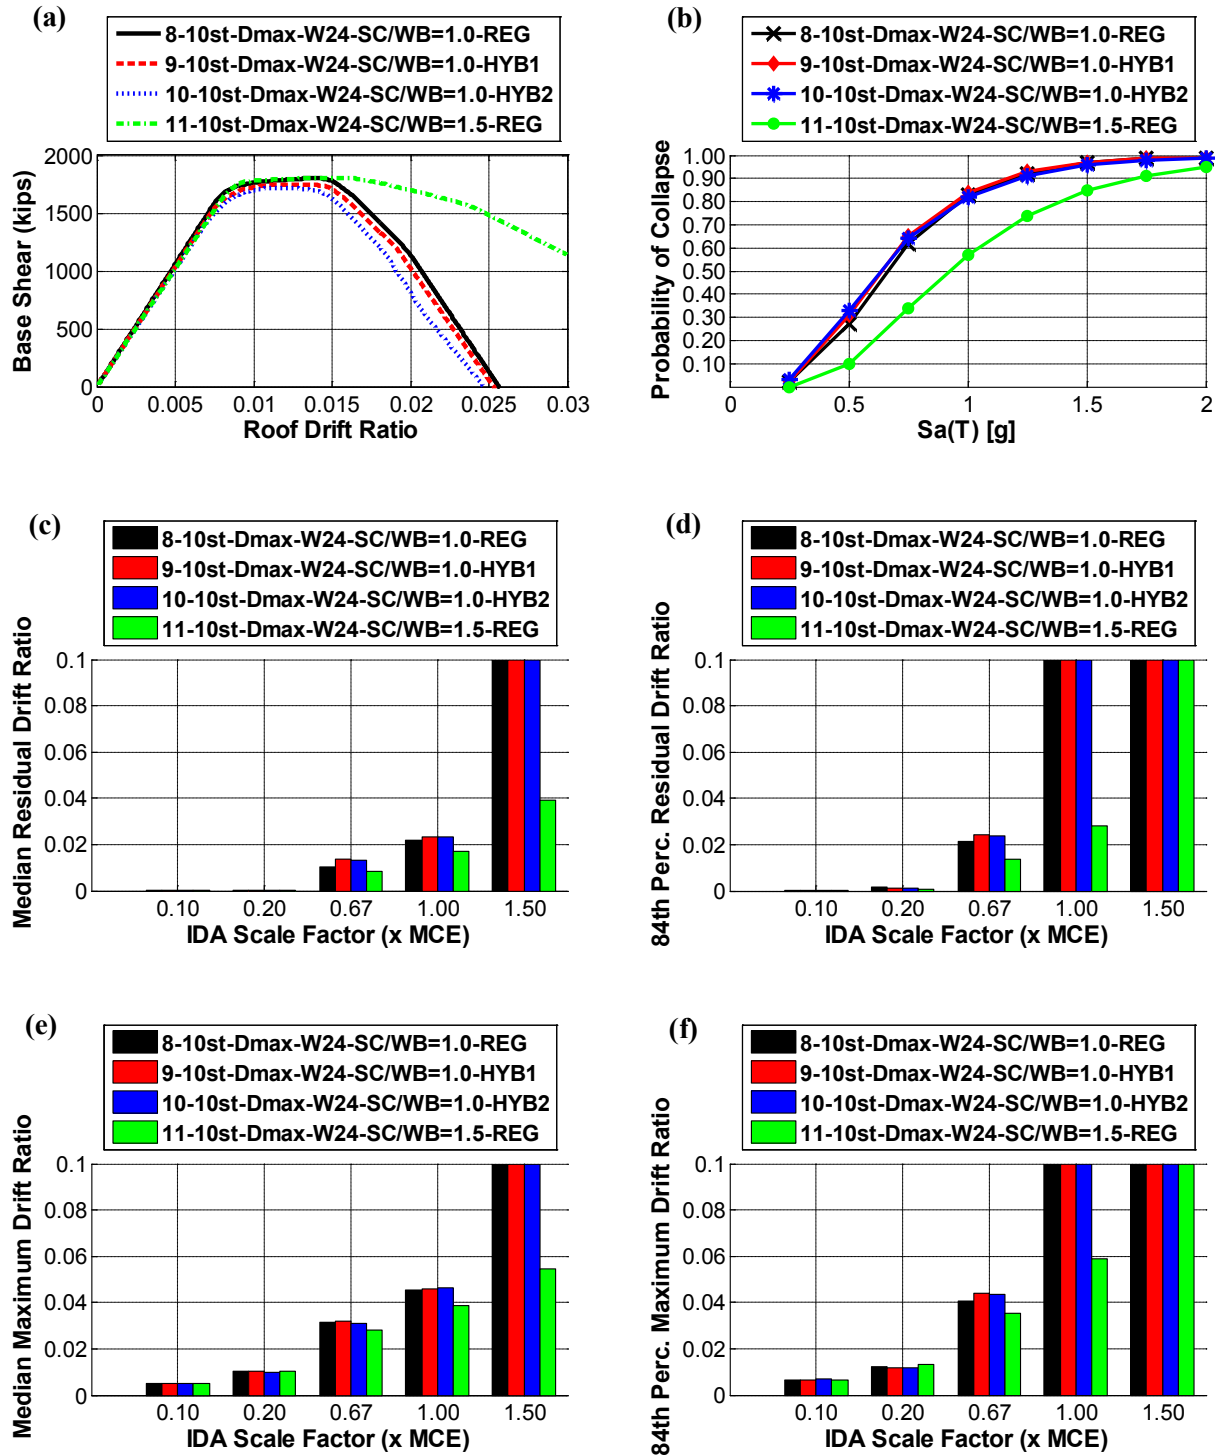 (a)
8-10st-Dmax-W24-SC/WB=1.0-REG
9-10st-Dmax-W24-SC/WB=1.0-HYB1
10-10st-Dmax-W24-SC/WB=1.0-HYB2
11-10st-Dmax-W24-SC/WB=1.5-REG
Base Shear (kips)
2000
1500
1000
500
0
0 0.005 0.01 0.015 0.02 0.025 0.03
Roof Drift Ratio
(b)
8-10st-Dmax-W24-SC/WB=1.0-REG
9-10st-Dmax-W24-SC/WB=1.0-HYB1
10-10st-Dmax-W24-SC/WB=1.0-HYB2
11-10st-Dmax-W24-SC/WB=1.5-REG
Probability of Collapse
1.00
0.90
0.80
0.70
0.60
0.50
0.40
0.30
0.20
0.10
0 0.5 1 1.5 2
Sa(T) [g]
(c)
8-10st-Dmax-W24-SC/WB=1.0-REG
9-10st-Dmax-W24-SC/WB=1.0-HYB1
10-10st-Dmax-W24-SC/WB=1.0-HYB2
11-10st-Dmax-W24-SC/WB=1.5-REG
Median Residual Drift Ratio
0.1
0.08
0.06
0.04
0.02
0
0.10 0.20 0.67 1.00 1.50
IDA Scale Factor (x MCE)
(d)
8-10st-Dmax-W24-SC/WB=1.0-REG
9-10st-Dmax-W24-SC/WB=1.0-HYB1
10-10st-Dmax-W24-SC/WB=1.0-HYB2
11-10st-Dmax-W24-SC/WB=1.5-REG
84th Perc. Residual Drift Ratio
0.1
0.08
0.06
0.04
0.02
0
0.10 0.20 0.67 1.00 1.50
IDA Scale Factor (x MCE)
(e)
8-10st-Dmax-W24-SC/WB=1.0-REG
9-10st-Dmax-W24-SC/WB=1.0-HYB1
10-10st-Dmax-W24-SC/WB=1.0-HYB2
11-10st-Dmax-W24-SC/WB=1.5-REG
Median Maximum Drift Ratio
0.1
0.08
0.06
0.04
0.02
0
0.10 0.20 0.67 1.00 1.50
IDA Scale Factor (x MCE)
(f)
8-10st-Dmax-W24-SC/WB=1.0-REG
9-10st-Dmax-W24-SC/WB=1.0-HYB1
10-10st-Dmax-W24-SC/WB=1.0-HYB2
11-10st-Dmax-W24-SC/WB=1.5-REG
84th Perc. Maximum Drift Ratio
0.1
0.08
0.06
0.04
0.02
0
0.10 0.20 0.67 1.00 1.50
IDA Scale Factor (x MCE)